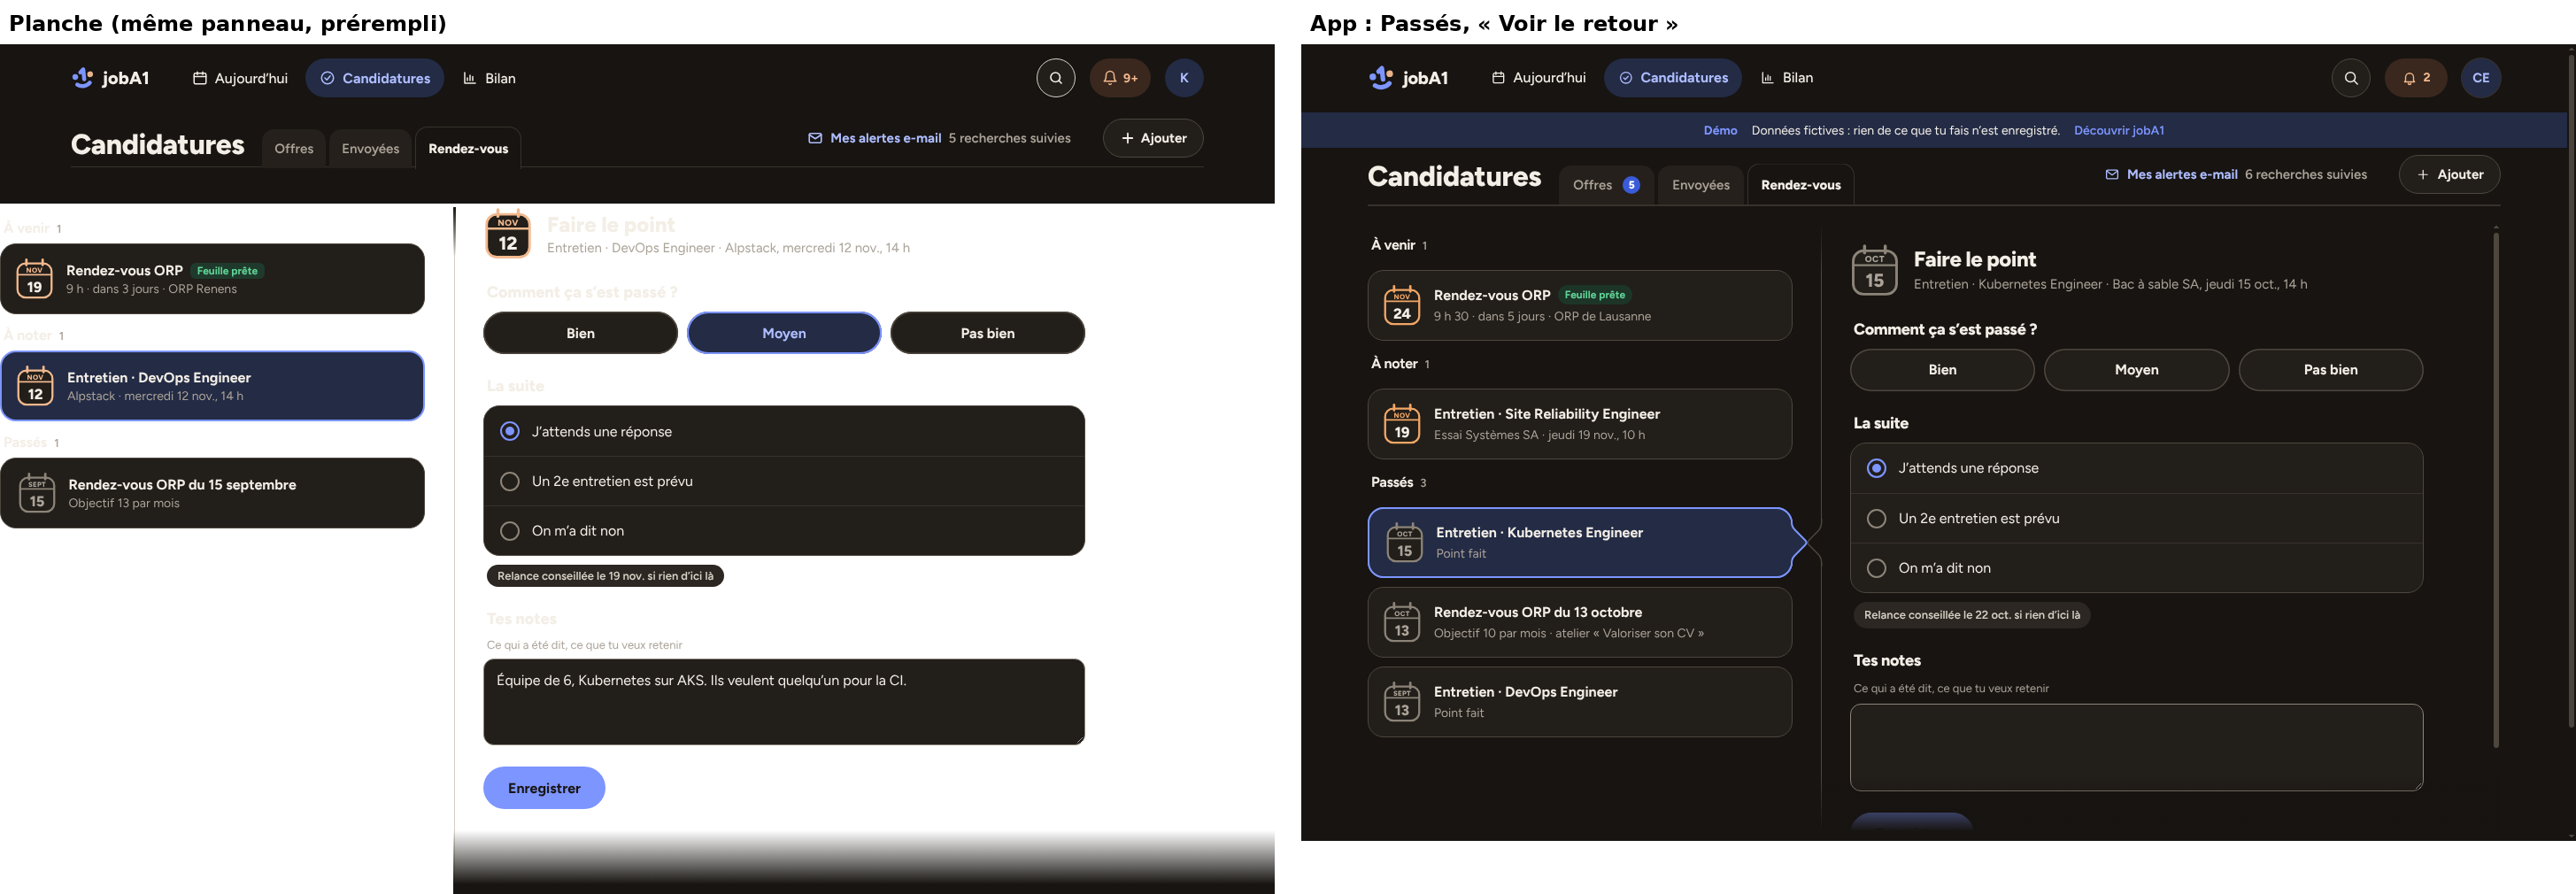 Planche (même panneau, prérempli)
jobA1
Aujourd’hui
Candidatures
Bilan
9+
K
Candidatures
Offres
Envoyées
Rendez-vous
Mes alertes e-mail 5 recherches suivies
+ Ajouter
À venir 1
NOV
19
Rendez-vous ORP Feuille prête
9 h · dans 3 jours · ORP Renens
À noter 1
NOV
12
Entretien · DevOps Engineer
Alpstack · mercredi 12 nov., 14 h
Passés 1
SEPT
15
Rendez-vous ORP du 15 septembre
Objectif 13 par mois
NOV
12
Faire le point
Entretien · DevOps Engineer · Alpstack, mercredi 12 nov., 14 h
Comment ça s’est passé ?
Bien
Moyen
Pas bien
La suite
J’attends une réponse
Un 2e entretien est prévu
On m’a dit non
Relance conseillée le 19 nov. si rien d’ici là
Tes notes
Ce qui a été dit, ce que tu veux retenir
Équipe de 6, Kubernetes sur AKS. Ils veulent quelqu’un pour la CI.
Enregistrer
App : Passés, « Voir le retour »
jobA1
Aujourd’hui
Candidatures
Bilan
2
CE
Démo Données fictives : rien de ce que tu fais n’est enregistré. Découvrir jobA1
Candidatures
Offres 5
Envoyées
Rendez-vous
Mes alertes e-mail 6 recherches suivies
+ Ajouter
À venir 1
NOV
24
Rendez-vous ORP Feuille prête
9 h 30 · dans 5 jours · ORP de Lausanne
À noter 1
NOV
19
Entretien · Site Reliability Engineer
Essai Systèmes SA · jeudi 19 nov., 10 h
Passés 3
OCT
15
Entretien · Kubernetes Engineer
Point fait
OCT
13
Rendez-vous ORP du 13 octobre
Objectif 10 par mois · atelier « Valoriser son CV »
SEPT
13
Entretien · DevOps Engineer
Point fait
OCT
15
Faire le point
Entretien · Kubernetes Engineer · Bac à sable SA, jeudi 15 oct., 14 h
Comment ça s’est passé ?
Bien
Moyen
Pas bien
La suite
J’attends une réponse
Un 2e entretien est prévu
On m’a dit non
Relance conseillée le 22 oct. si rien d’ici là
Tes notes
Ce qui a été dit, ce que tu veux retenir